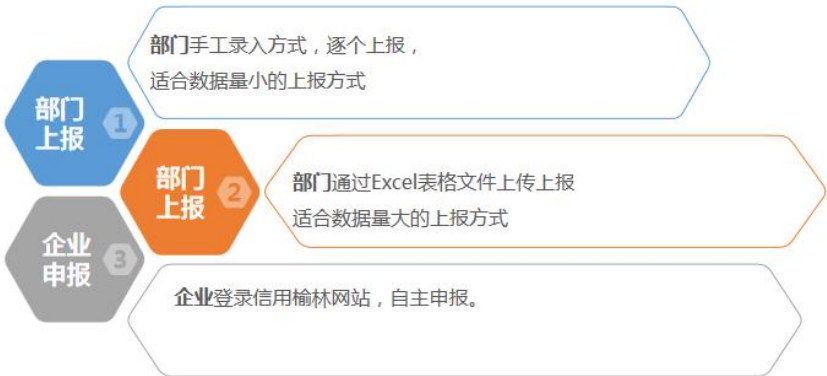 部门手工录入方式，逐个上报，
适合数据量小的上报方式
部门
上报
1
部门
上报
2
部门通过Excel表格文件上传上报
适合数据量大的上报方式
企业
申报
3
企业登录信用榆林网站，自主申报。